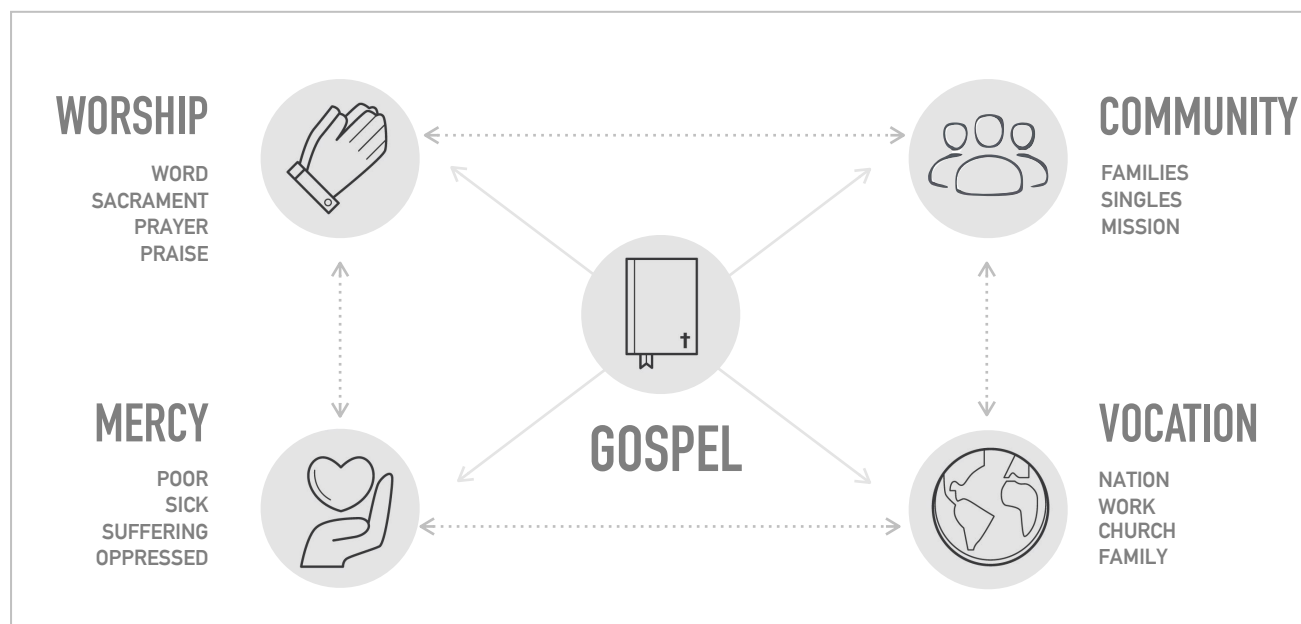 WORSHIP
WORD
SACRAMENT
PRAYER
PRAISE
COMMUNITY
FAMILIES
SINGLES
MISSION
GOSPEL
MERCY
POOR
SICK
SUFFERING
OPPRESSED
VOCATION
NATION
WORK
CHURCH
FAMILY